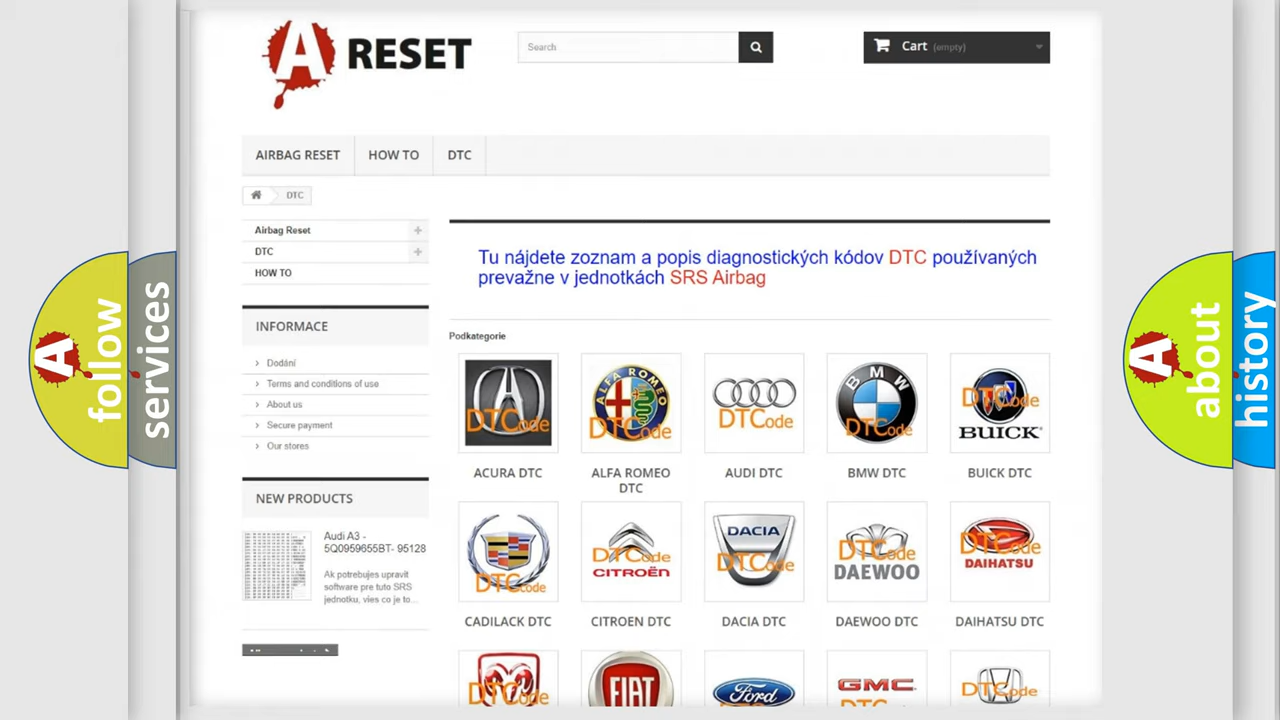 A RESET
Search
Cart (empty)
AIRBAG RESET
HOW TO
DTC
DTC
Airbag Reset
DTC
HOW TO
Tu nájdete zoznam a popis diagnostických kódov DTC používaných
prevažne v jednotkách SRS Airbag
INFORMACE
Podkategorie
Dodání
Terms and conditions of use
About us
Secure payment
Our stores
DTCode
ALFA ROMEO
DTCode
DTCode
BMW
DTCode
DTCode
BUICK
ACURA DTC
ALFA ROMEO
DTC
AUDI DTC
BMW DTC
BUICK DTC
NEW PRODUCTS
Audi A3 -
5Q0959655BT- 95128
Ak potrebujes upravit
software pre tuto SRS
jednotku, vies co je to...
DTCode
DTCode
CITROËN
DACIA
DTCode
DTCode
DAEWOO
DTCode
DAIHATSU
CADILACK DTC
CITROEN DTC
DACIA DTC
DAEWOO DTC
DAIHATSU DTC
DTCode
FIAT
Ford
GMC
DTCode
A follow
services
A about
history